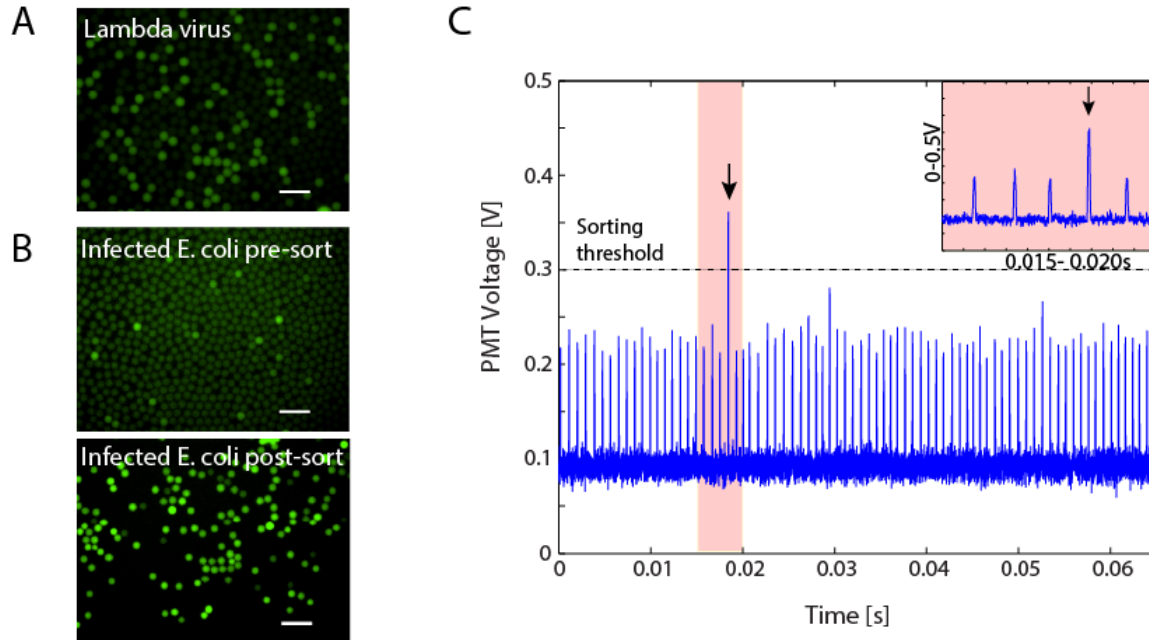 A
Lambda virus
B
Infected E. coli pre-sort
Infected E. coli post-sort
C
PMT Voltage [V]
0.5
0.4
0.3
0.2
0.1
0
Sorting
threshold
0-0.5V
0.015- 0.020s
0
0.01
0.02
0.03
0.04
0.05
0.06
Time [s]